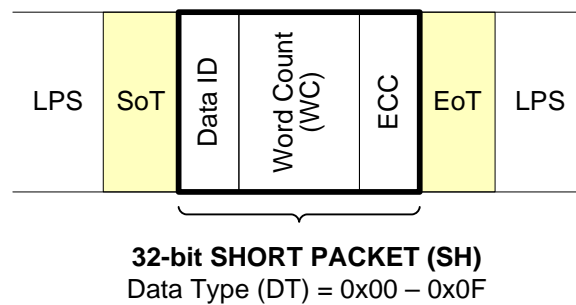 LPS
SoT
Data ID
Word Count
(WC)
ECC
EoT
LPS
32-bit SHORT PACKET (SH)
Data Type (DT) = 0x00 – 0x0F